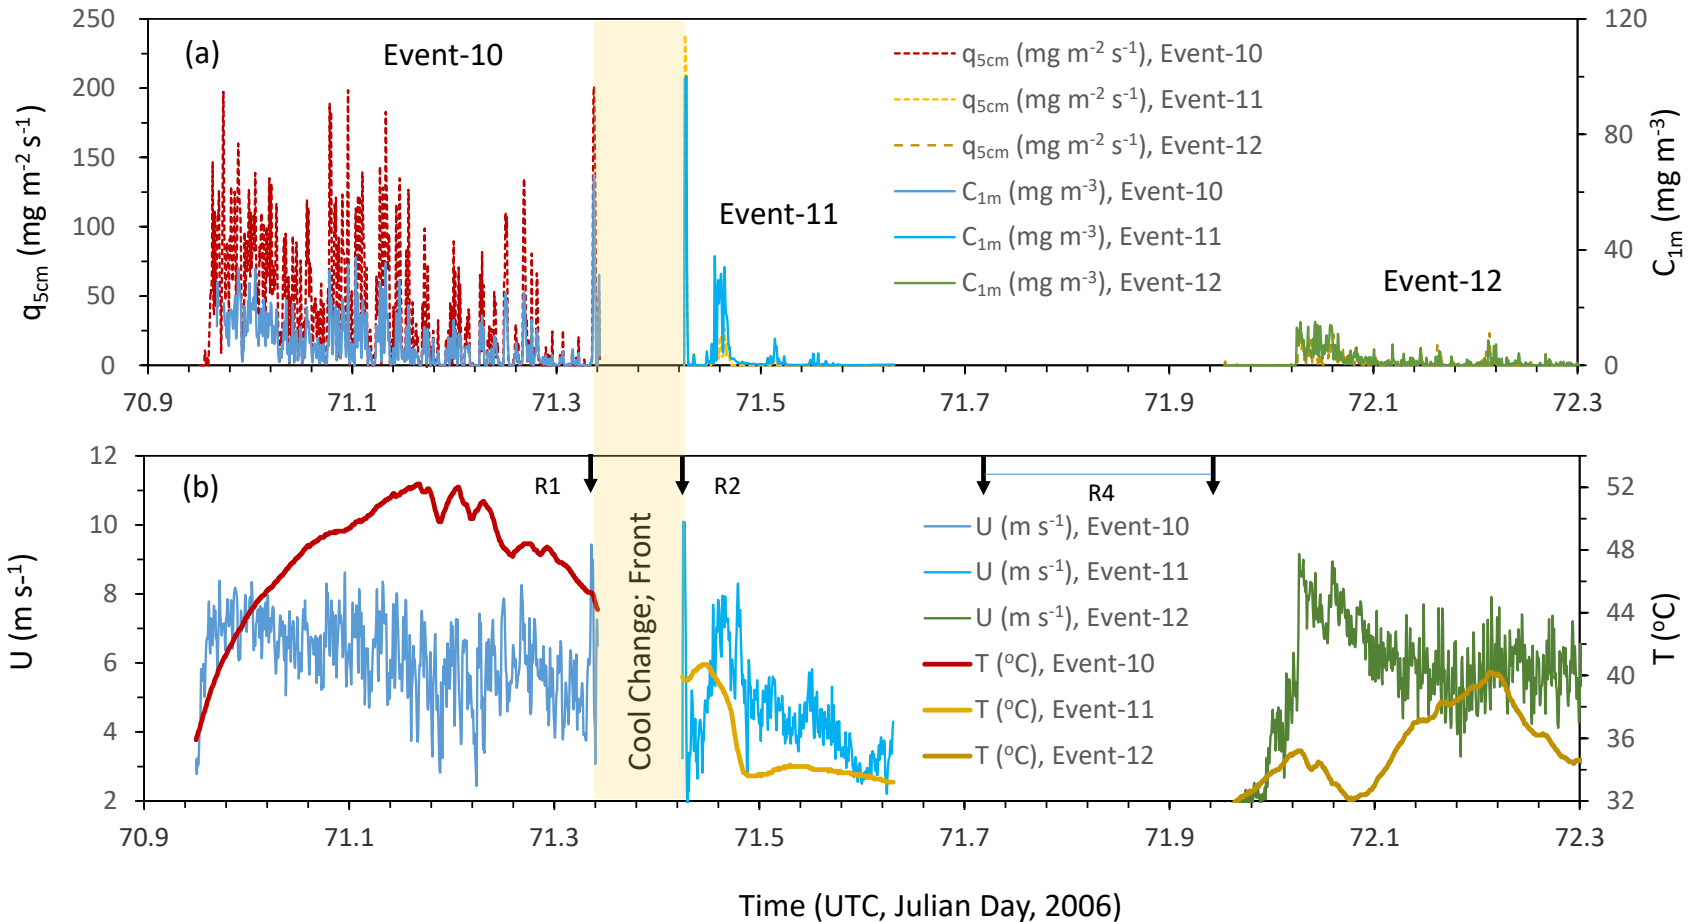 250
200
150
100
50
0
q5cm (mg m-2 s-1)
(a)
Event-10
Event-11
Event-12
q5cm (mg m-2 s-1), Event-10
q5cm (mg m-2 s-1), Event-11
q5cm (mg m-2 s-1), Event-12
C1m (mg m-3), Event-10
C1m (mg m-3), Event-11
C1m (mg m-3), Event-12
120
80
40
0
C1m (mg m-3)
70.9 71.1 71.3 71.5 71.7 71.9 72.1 72.3
12
10
8
6
4
2
U (m s-1)
(b)
R1
R2
R4
Cool Change; Front
U (m s-1), Event-10
U (m s-1), Event-11
U (m s-1), Event-12
T (oC), Event-10
T (oC), Event-11
T (oC), Event-12
52
48
44
40
36
32
T (oC)
70.9 71.1 71.3 71.5 71.7 71.9 72.1 72.3
Time (UTC, Julian Day, 2006)